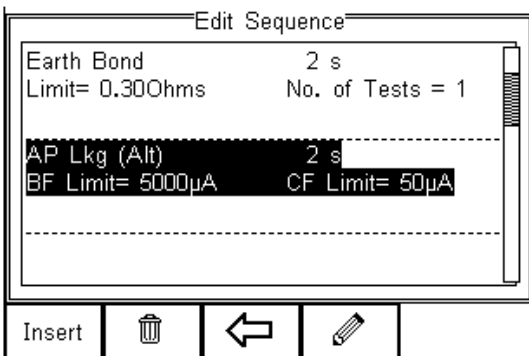 Edit Sequence
Earth Bond 2 s
Limit= 0.30Ohms No. of Tests = 1
AP Lkg (Alt) 2 s
BF Limit= 5000µA CF Limit= 50µA
Insert